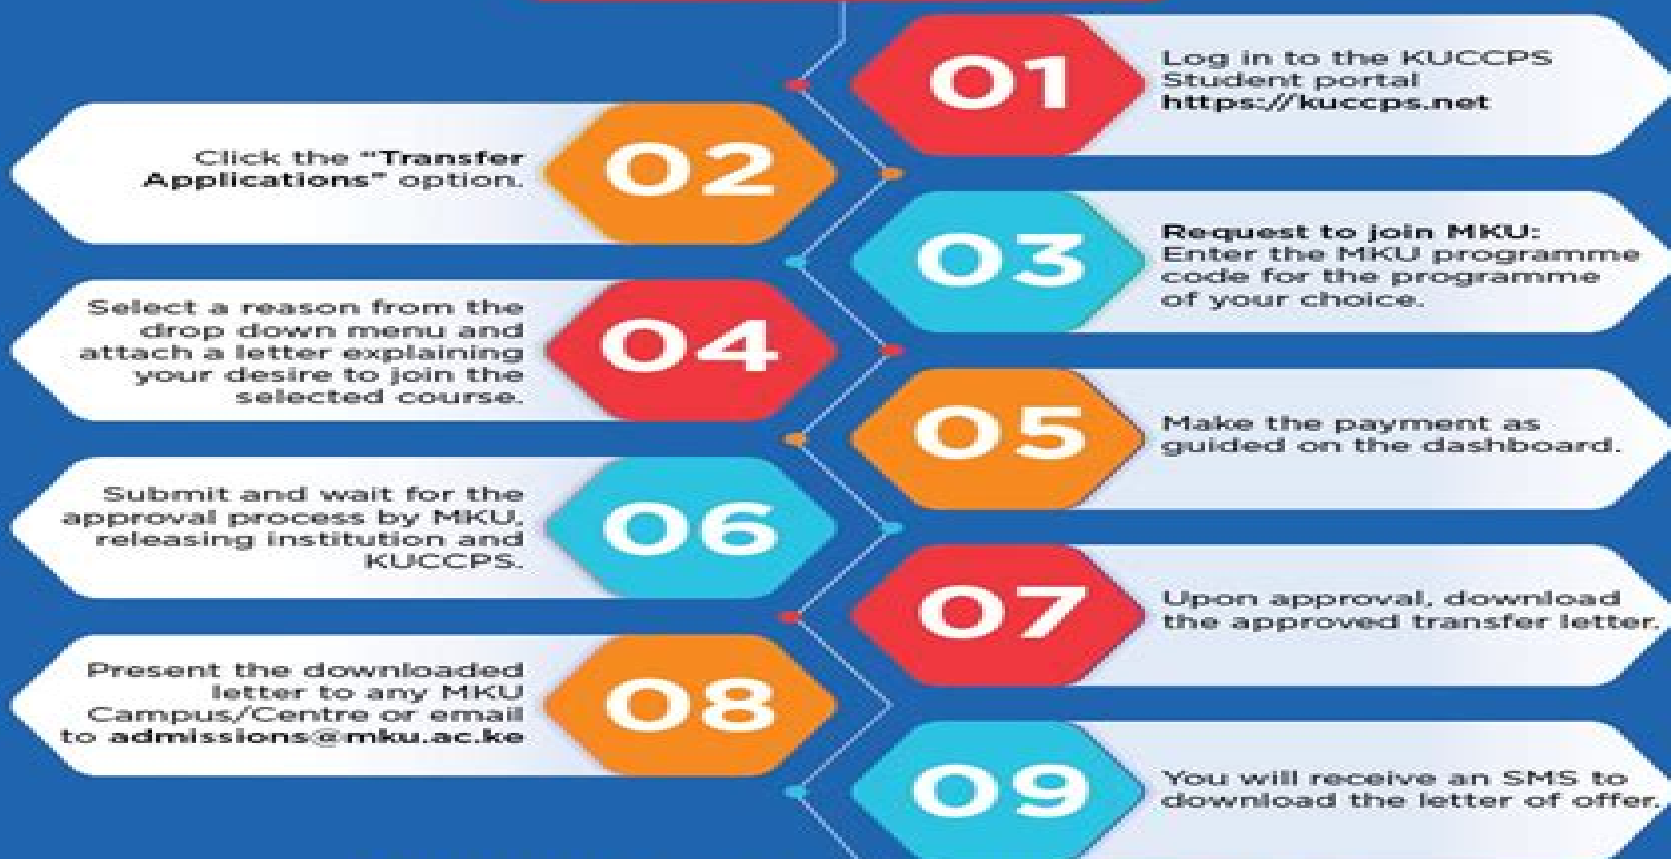 01
Log in to the KUCCPS
Student portal
https://kuccps.net
02
Click the "Transfer
Applications" option.
03
Request to join MKU:
Enter the MKU programme
code for the programme
of your choice.
04
Select a reason from the
drop down menu and
attach a letter explaining
your desire to join the
selected course.
05
Make the payment as
guided on the dashboard.
06
Submit and wait for the
approval process by MKU,
releasing institution and
KUCCPS.
07
Upon approval, download
the approved transfer letter.
08
Present the downloaded
letter to any MKU
Campus/Centre or email
to admissions@mku.ac.ke
09
You will receive an SMS to
download the letter of offer.